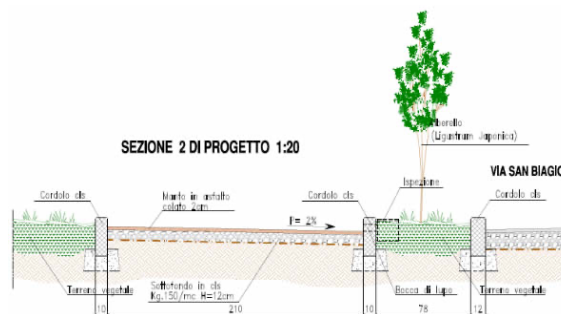 Alberello
(Ligustrum Japonica)
SEZIONE 2 DI PROGETTO 1:20
VIA SAN BIAGIO
Ispezione
Cordolo cls
Manto in asfalto
colato 2cm
Cordolo cls
Cordolo cls
P= 2%
Terreno vegetale
Sottofondo in cls
Kg.150/mc H=12cm
Bocca di lupo
Terreno vegetale
10
210
10
78
12